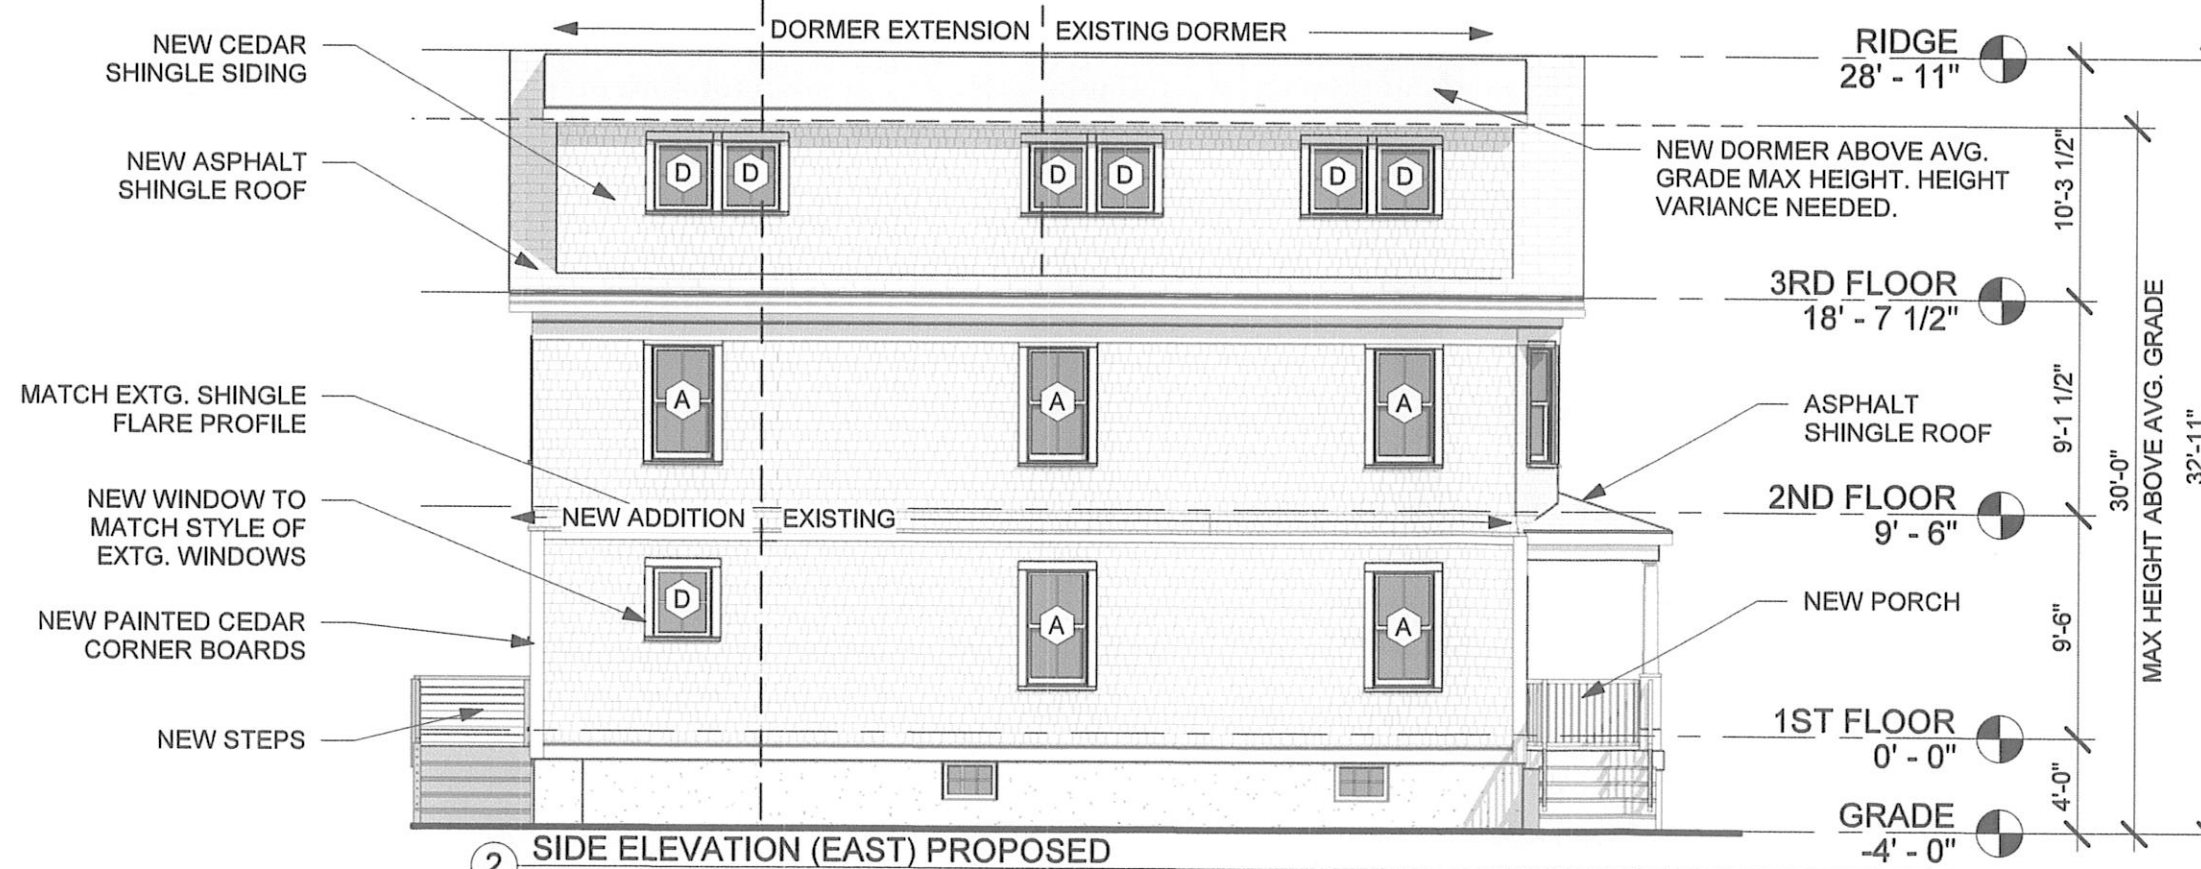 DORMER EXTENSION
EXISTING DORMER
NEW CEDAR
SHINGLE SIDING
NEW ASPHALT
SHINGLE ROOF
MATCH EXTG. SHINGLE
FLARE PROFILE
NEW WINDOW TO
MATCH STYLE OF
EXTG. WINDOWS
NEW PAINTED CEDAR
CORNER BOARDS
NEW STEPS
D
D
D
D
D
D
A
A
A
NEW ADDITION
EXISTING
D
A
A
NEW DORMER ABOVE AVG.
GRADE MAX HEIGHT. HEIGHT
VARIANCE NEEDED.
ASPHALT
SHINGLE ROOF
NEW PORCH
RIDGE
28' - 11"
3RD FLOOR
18' - 7 1/2"
2ND FLOOR
9' - 6"
1ST FLOOR
0' - 0"
GRADE
-4' - 0"
10'-3 1/2"
9'-1 1/2"
9'-6"
4'-0"
30'-0"
MAX HEIGHT ABOVE AVG. GRADE
32'-11"
2
SIDE ELEVATION (EAST) PROPOSED